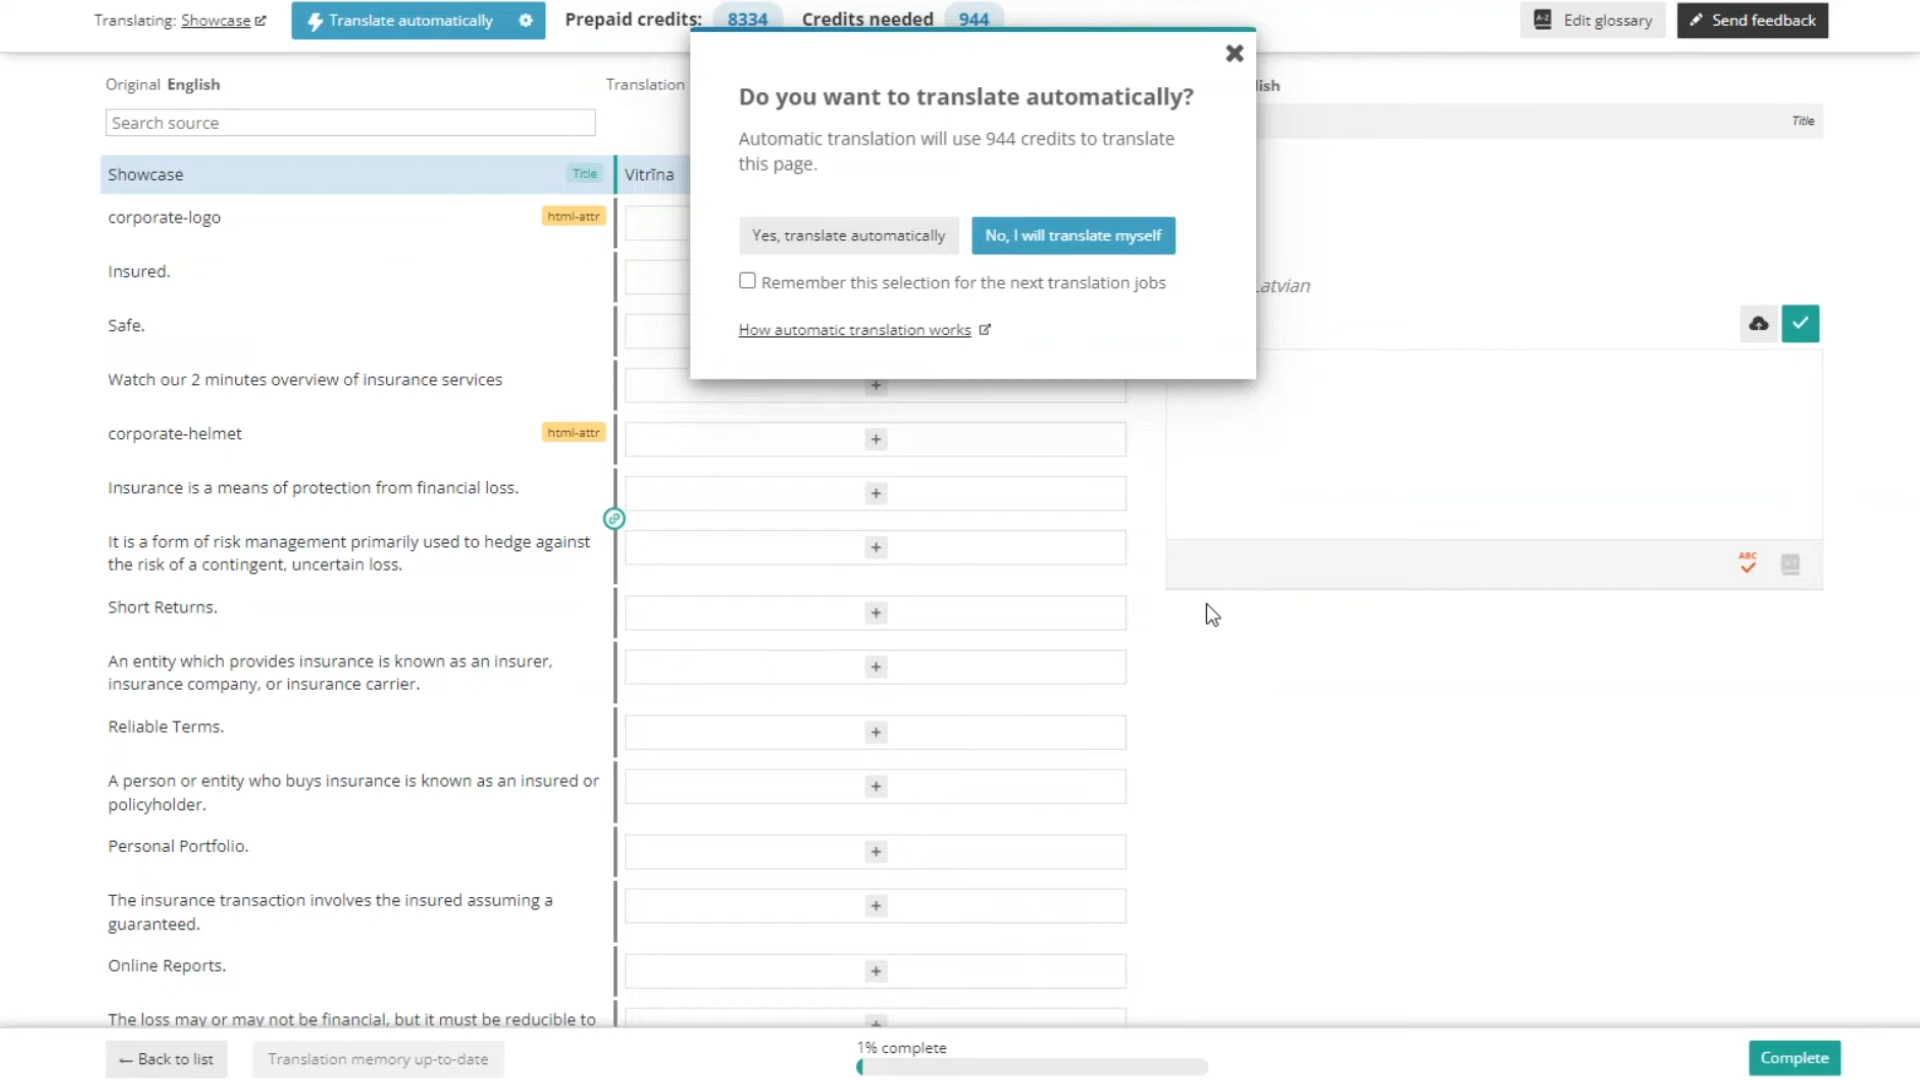 Translating: Showcase
Translate automatically
Prepaid credits: 8334
Credits needed 944
Edit glossary
Send feedback
Original English
Translation
lish
Search source
Title
Showcase Title Vitrīna
corporate-logo html-attr
Insured.
Safe.
Watch our 2 minutes overview of insurance services
corporate-helmet html-attr
Insurance is a means of protection from financial loss.
It is a form of risk management primarily used to hedge against
the risk of a contingent, uncertain loss.
Short Returns.
An entity which provides insurance is known as an insurer,
insurance company, or insurance carrier.
Reliable Terms.
A person or entity who buys insurance is known as an insured or
policyholder.
Personal Portfolio.
The insurance transaction involves the insured assuming a
guaranteed.
Online Reports.
The loss may or may not be financial, but it must be reducible to
Do you want to translate automatically?
Automatic translation will use 944 credits to translate
this page.
Yes, translate automatically
No, I will translate myself
Remember this selection for the next translation jobs
How automatic translation works
atvian
ABC
← Back to list
Translation memory up-to-date
1% complete
Complete